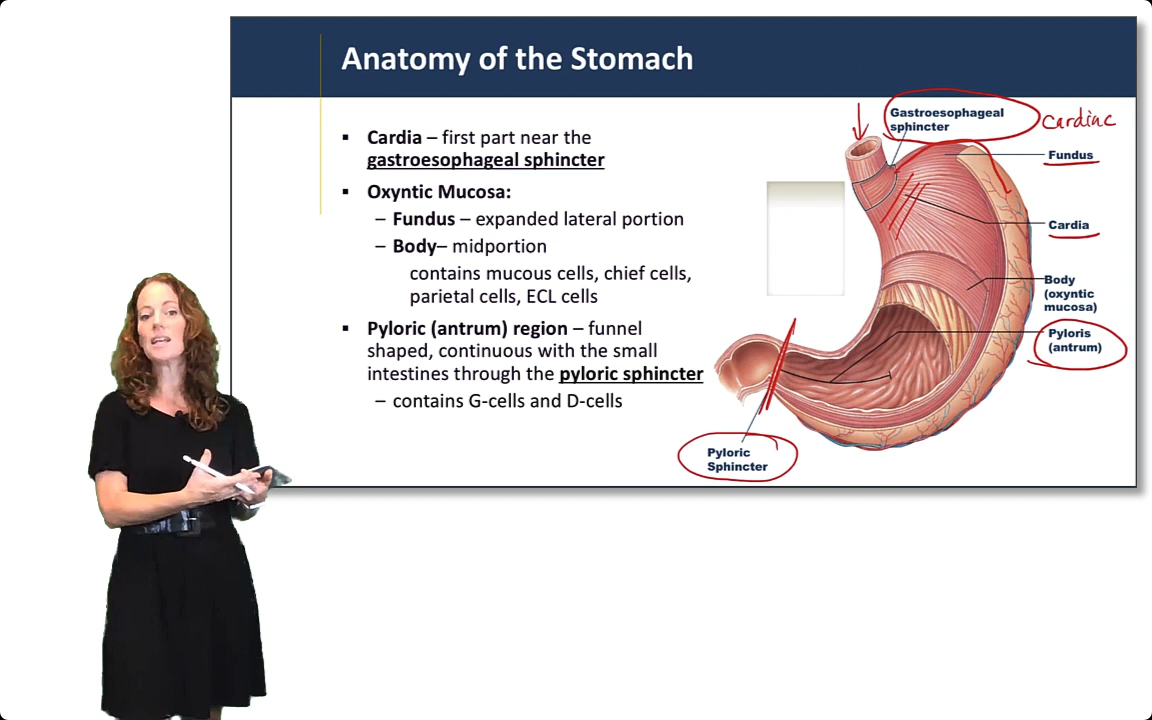 Anatomy of the Stomach
▪ Cardia – first part near the
gastroesophageal sphincter
▪ Oxyntic Mucosa:
– Fundus – expanded lateral portion
– Body– midportion
contains mucous cells, chief cells,
parietal cells, ECL cells
▪ Pyloric (antrum) region – funnel
shaped, continuous with the small
intestines through the pyloric sphincter
– contains G-cells and D-cells
Gastroesophageal
sphincter
Cardiac
Fundus
Cardia
Body
(oxyntic
mucosa)
Pyloris
(antrum)
Pyloric
Sphincter